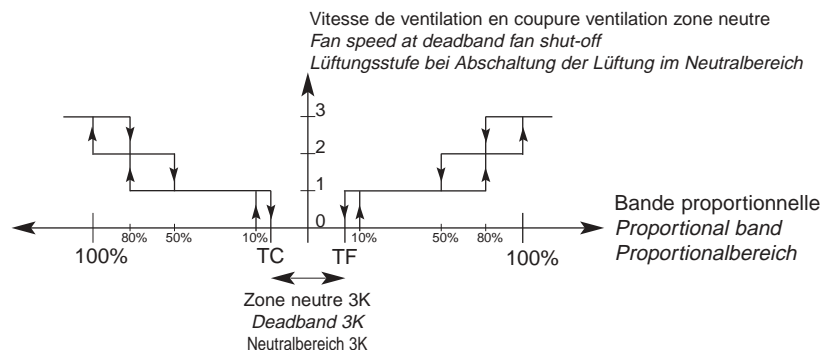 Vitesse de ventilation en coupure ventilation zone neutre
Fan speed at deadband fan shut-off
Lüftungsstufe bei Abschaltung der Lüftung im Neutralbereich
3
2
1
0
Bande proportionnelle
Proportional band
Proportionalbereich
80% 50% 10% 10% 50% 80%
100% TC TF 100%
Zone neutre 3K
Deadband 3K
Neutralbereich 3K